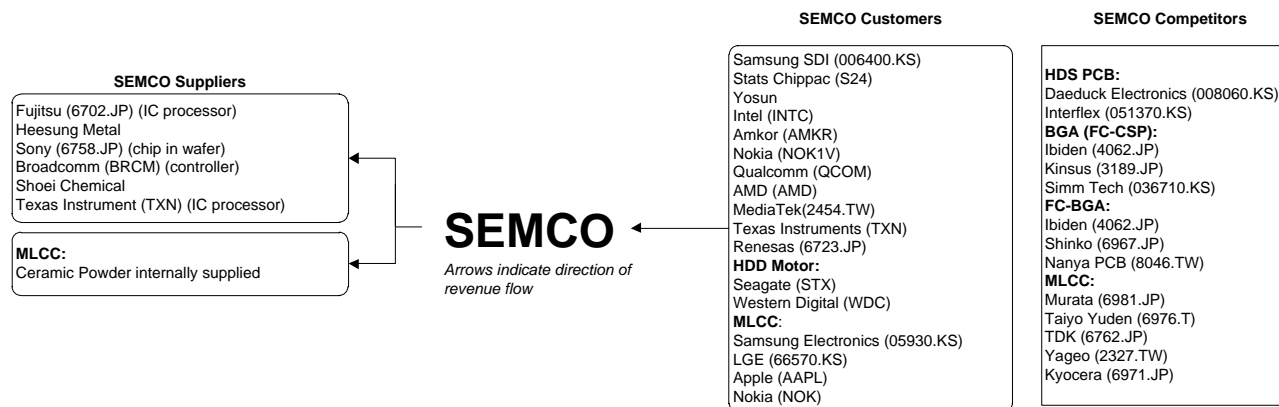 SEMCO Suppliers
Fujitsu (6702.JP) (IC processor)
Heesung Metal
Sony (6758.JP) (chip in wafer)
Broadcomm (BRCM) (controller)
Shoei Chemical
Texas Instrument (TXN) (IC processor)
MLCC:
Ceramic Powder internally supplied
SEMCO
Arrows indicate direction of
revenue flow
SEMCO Customers
Samsung SDI (006400.KS)
Stats Chippac (S24)
Yosun
Intel (INTC)
Amkor (AMKR)
Nokia (NOK1V)
Qualcomm (QCOM)
AMD (AMD)
MediaTek(2454.TW)
Texas Instruments (TXN)
Renesas (6723.JP)
HDD Motor:
Seagate (STX)
Western Digital (WDC)
MLCC:
Samsung Electronics (05930.KS)
LGE (66570.KS)
Apple (AAPL)
Nokia (NOK)
SEMCO Competitors
HDS PCB:
Daeduck Electronics (008060.KS)
Interflex (051370.KS)
BGA (FC-CSP):
Ibiden (4062.JP)
Kinsus (3189.JP)
Simm Tech (036710.KS)
FC-BGA:
Ibiden (4062.JP)
Shinko (6967.JP)
Nanya PCB (8046.TW)
MLCC:
Murata (6981.JP)
Taiyo Yuden (6976.T)
TDK (6762.JP)
Yageo (2327.TW)
Kyocera (6971.JP)